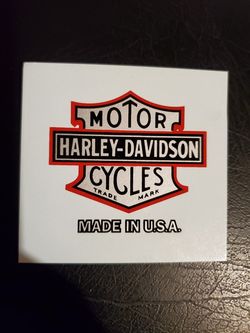 MOTOR
HARLEY-DAVIDSON
CYCLES
TRADE MARK
MADE IN U.S.A.